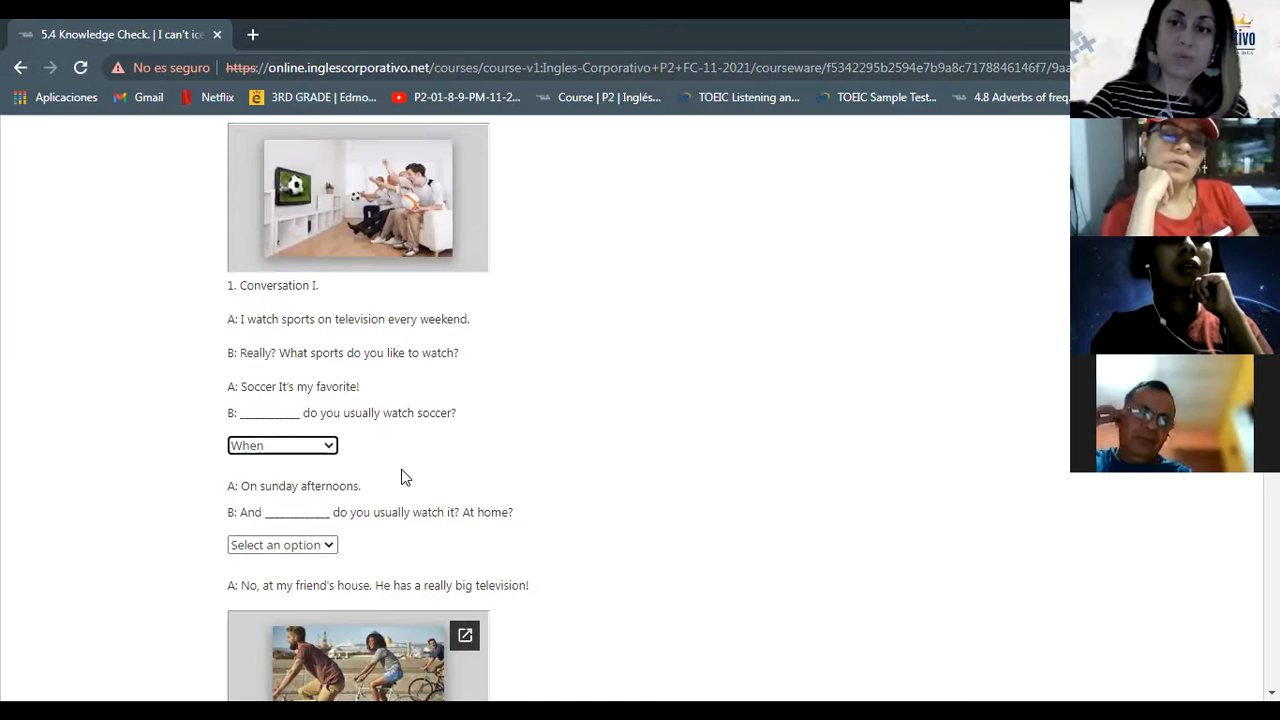 5.4 Knowledge Check. | I can't ice
No es seguro
https://online.inglescorporativo.net/courses/course-v1:Ingles-Corporativo+P2+FC-11-2021/courseware/f5342295b2594e7b9a8c7178846146f7/9aa
Aplicaciones
Gmail
Netflix
3RD GRADE | Edmo...
P2-01-8-9-PM-11-2...
Course | P2 | Inglés...
TOEIC Listening an...
TOEIC Sample Test...
4.8 Adverbs of freq
1. Conversation I.
A: I watch sports on television every weekend.
B: Really? What sports do you like to watch?
A: Soccer It's my favorite!
B: ___________ do you usually watch soccer?
When
A: On sunday afternoons.
B: And ____________ do you usually watch it? At home?
Select an option
A: No, at my friend's house. He has a really big television!